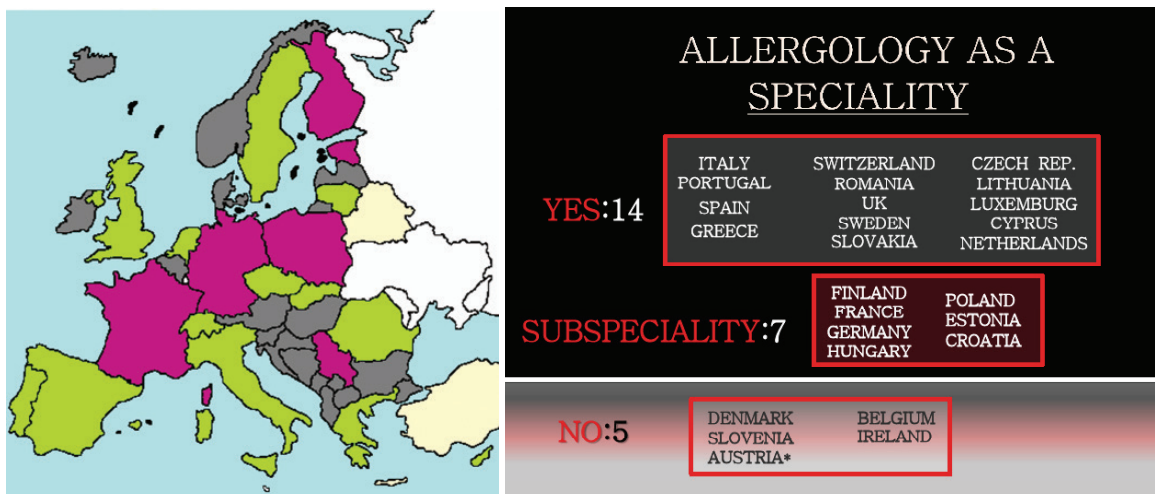 ALLERGOLOGY AS A
SPECIALITY
YES:14
ITALY
PORTUGAL
SPAIN
GREECE
SWITZERLAND
ROMANIA
UK
SWEDEN
SLOVAKIA
CZECH REP.
LITHUANIA
LUXEMBURG
CYPRUS
NETHERLANDS
SUBSPECIALITY:7
FINLAND
FRANCE
GERMANY
HUNGARY
POLAND
ESTONIA
CROATIA
NO:5
DENMARK
SLOVENIA
AUSTRIA*
BELGIUM
IRELAND